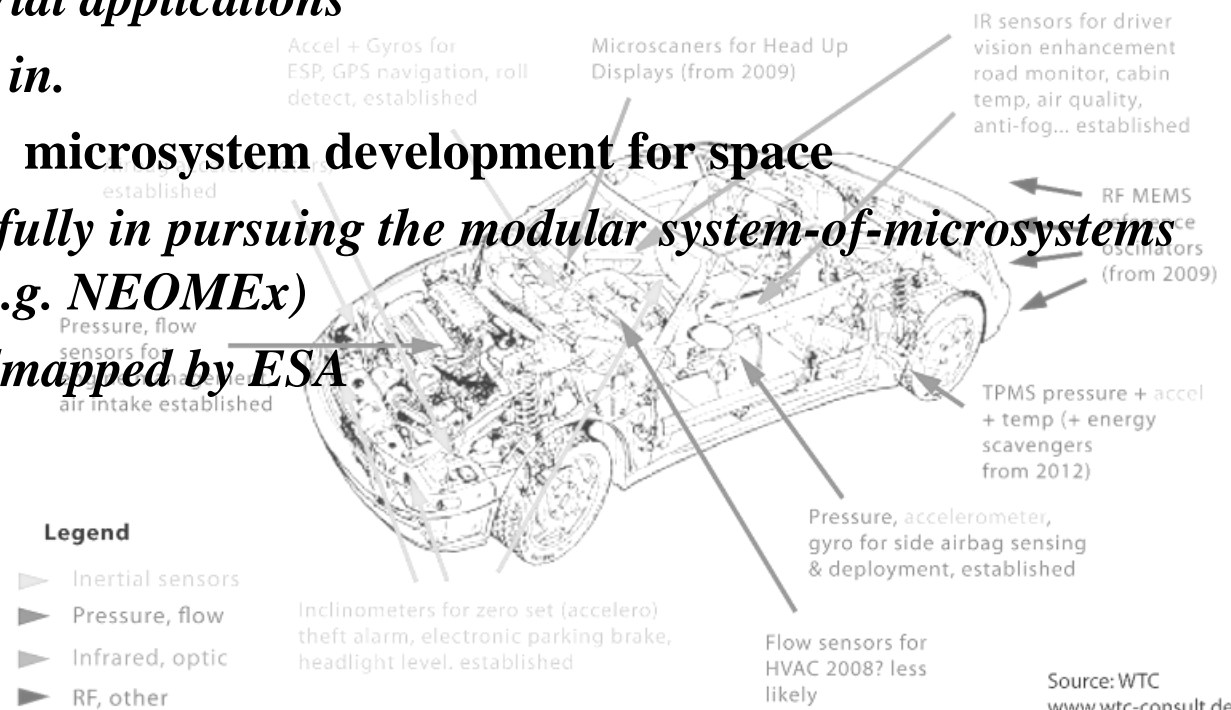 rial applications
in.
microsystem development for space
fully in pursuing the modular system-of-microsystems
.g. NEOMEx)
mapped by ESA
Accel + Gyros for
ESP, GPS navigation, roll
detect, established
Microscaners for Head Up
Displays (from 2009)
IR sensors for driver
vision enhancement
road monitor, cabin
temp, air quality,
anti-fog... established
established
RF MEMS
reference
oscillators
(from 2009)
Pressure, flow
sensors for
air intake established
TPMS pressure + accel
+ temp (+ energy
scavengers
from 2012)
Pressure, accelerometer,
gyro for side airbag sensing
& deployment, established
Legend
Inertial sensors
Pressure, flow
Infrared, optic
RF, other
Inclinometers for zero set (accelero)
theft alarm, electronic parking brake,
headlight level. established
Flow sensors for
HVAC 2008? less
likely
Source: WTC
www.wtc-consult.de